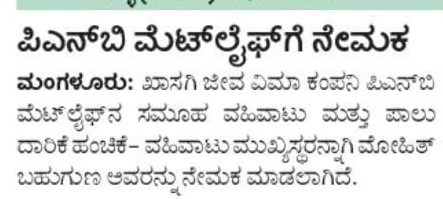 ಪಿಎನ್‌ಬಿ ಮೆಟ್‌ಲೈಫ್‌ಗೆ ನೇಮಕ
ಮಂಗಳೂರು: ಖಾಸಗಿ ಜೀವ ವಿಮಾ ಕಂಪನಿ ಪಿಎನ್‌ಬಿ
ಮೆಟ್‌ಲೈಫ್‌ನ ಸಮೂಹ ವಹಿವಾಟು ಮತ್ತು ಪಾಲು
ದಾರಿಕೆ ಹಂಚಿಕೆ- ವಹಿವಾಟು ಮುಖ್ಯಸ್ಥರನ್ನಾಗಿ ಮೋಹಿತ್
ಬಹುಗುಣ ಅವರನ್ನು ನೇಮಕ ಮಾಡಲಾಗಿದೆ.